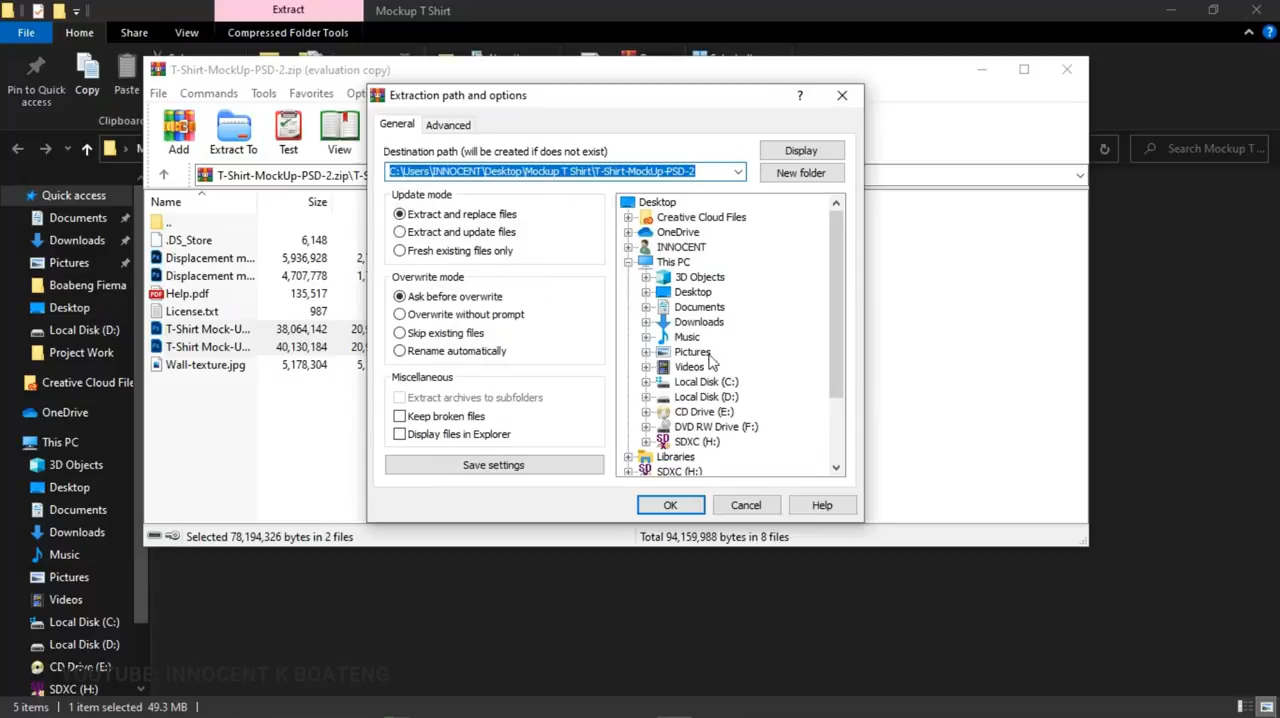 Extract
Mockup T Shirt
File
Home
Share
View
Compressed Folder Tools
Pin to Quick access
Copy
Paste
Clipboard
Search Mockup T ...
Quick access
Documents
Downloads
Pictures
Boabeng Fiema
Desktop
Local Disk (D:)
Project Work
Creative Cloud File
OneDrive
This PC
3D Objects
Desktop
Documents
Downloads
Music
Pictures
Videos
Local Disk (C:)
Local Disk (D:)
CD Drive (E:)
SDXC (H:)
5 items
1 item selected 49.3 MB
T-Shirt-MockUp-PSD-2.zip (evaluation copy)
File
Commands
Tools
Favorites
Opt
Add
Extract To
Test
View
T-Shirt-MockUp-PSD-2.zip\T-S
Name
Size
..
.DS_Store 6,148
Displacement m... 5,936,928 2,
Displacement m... 4,707,778 1,
Help.pdf 135,517
License.txt 987
T-Shirt Mock-U... 38,064,142 20,
T-Shirt Mock-U... 40,130,184 20,
Wall-texture.jpg 5,178,304 5,
Selected 78,194,326 bytes in 2 files
Total 94,159,988 bytes in 8 files
Extraction path and options
?
General
Advanced
Destination path (will be created if does not exist)
Display
C:\Users\INNOCENT\Desktop\Mockup T Shirt\T-Shirt-MockUp-PSD-2
New folder
Update mode
Extract and replace files
Extract and update files
Fresh existing files only
Overwrite mode
Ask before overwrite
Overwrite without prompt
Skip existing files
Rename automatically
Miscellaneous
Extract archives to subfolders
Keep broken files
Display files in Explorer
Save settings
Desktop
Creative Cloud Files
OneDrive
INNOCENT
This PC
3D Objects
Desktop
Documents
Downloads
Music
Pictures
Videos
Local Disk (C:)
Local Disk (D:)
CD Drive (E:)
DVD RW Drive (F:)
SDXC (H:)
Libraries
SDXC (H:)
OK
Cancel
Help
YOUTUBE: INNOCENT K BOATENG